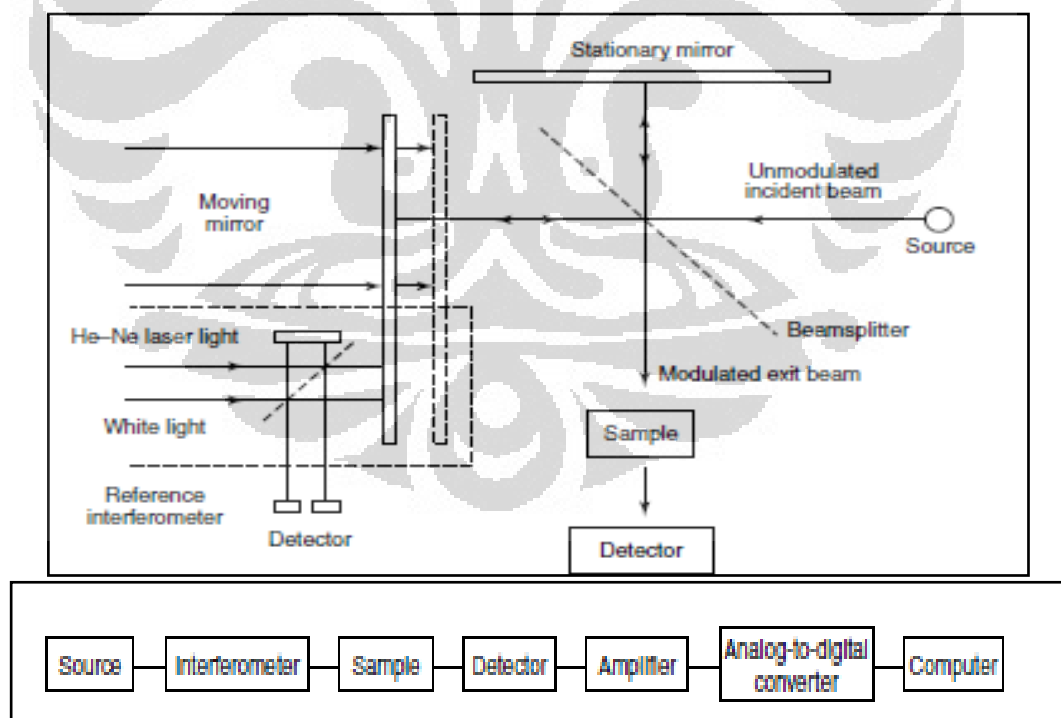 Stationary mirror
Unmodulated
incident beam
Moving
mirror
Source
He–Ne laser light
Beamsplitter
Modulated exit beam
White light
Sample
Reference
interferometer
Detector
Detector
Source
Interferometer
Sample
Detector
Amplifier
Analog-to-digital
converter
Computer